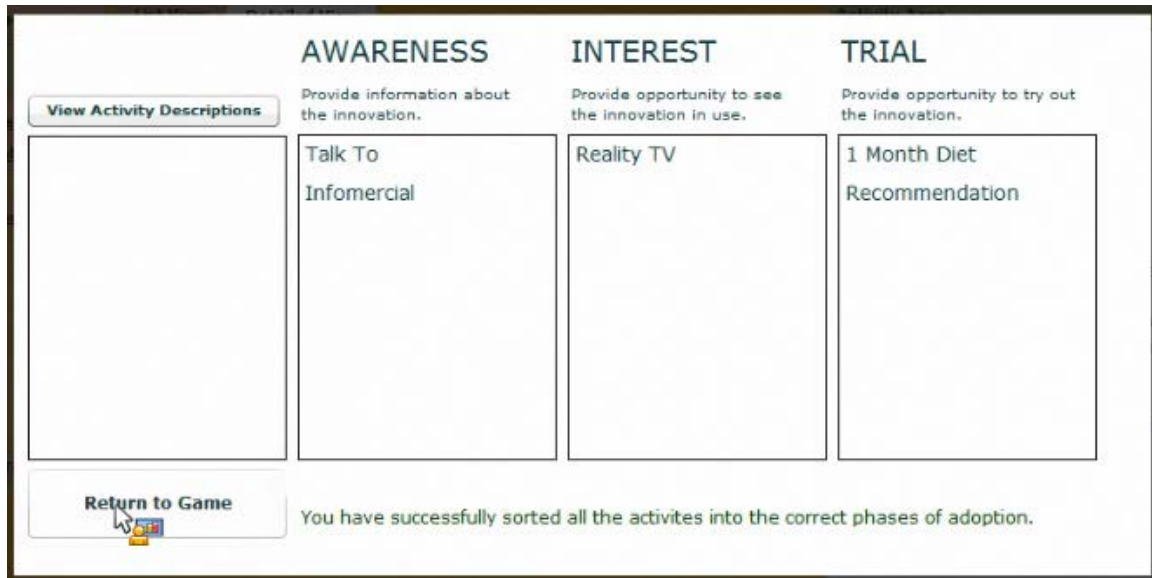 AWARENESS
INTEREST
TRIAL
View Activity Descriptions
Provide information about
the innovation.
Provide opportunity to see
the innovation in use.
Provide opportunity to try out
the innovation.
Talk To
Infomercial
Reality TV
1 Month Diet
Recommendation
Return to Game
You have successfully sorted all the activites into the correct phases of adoption.